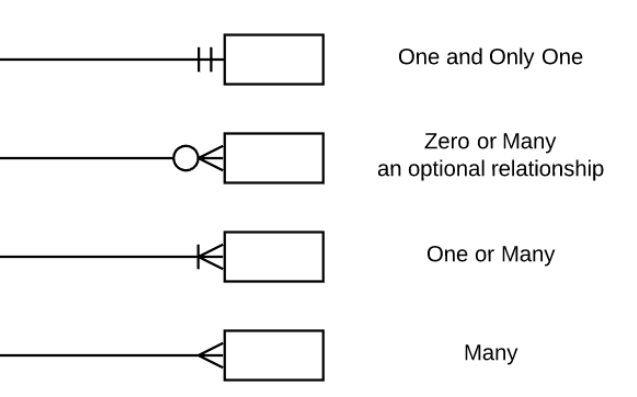 One and Only One
Zero or Many
an optional relationship
One or Many
Many